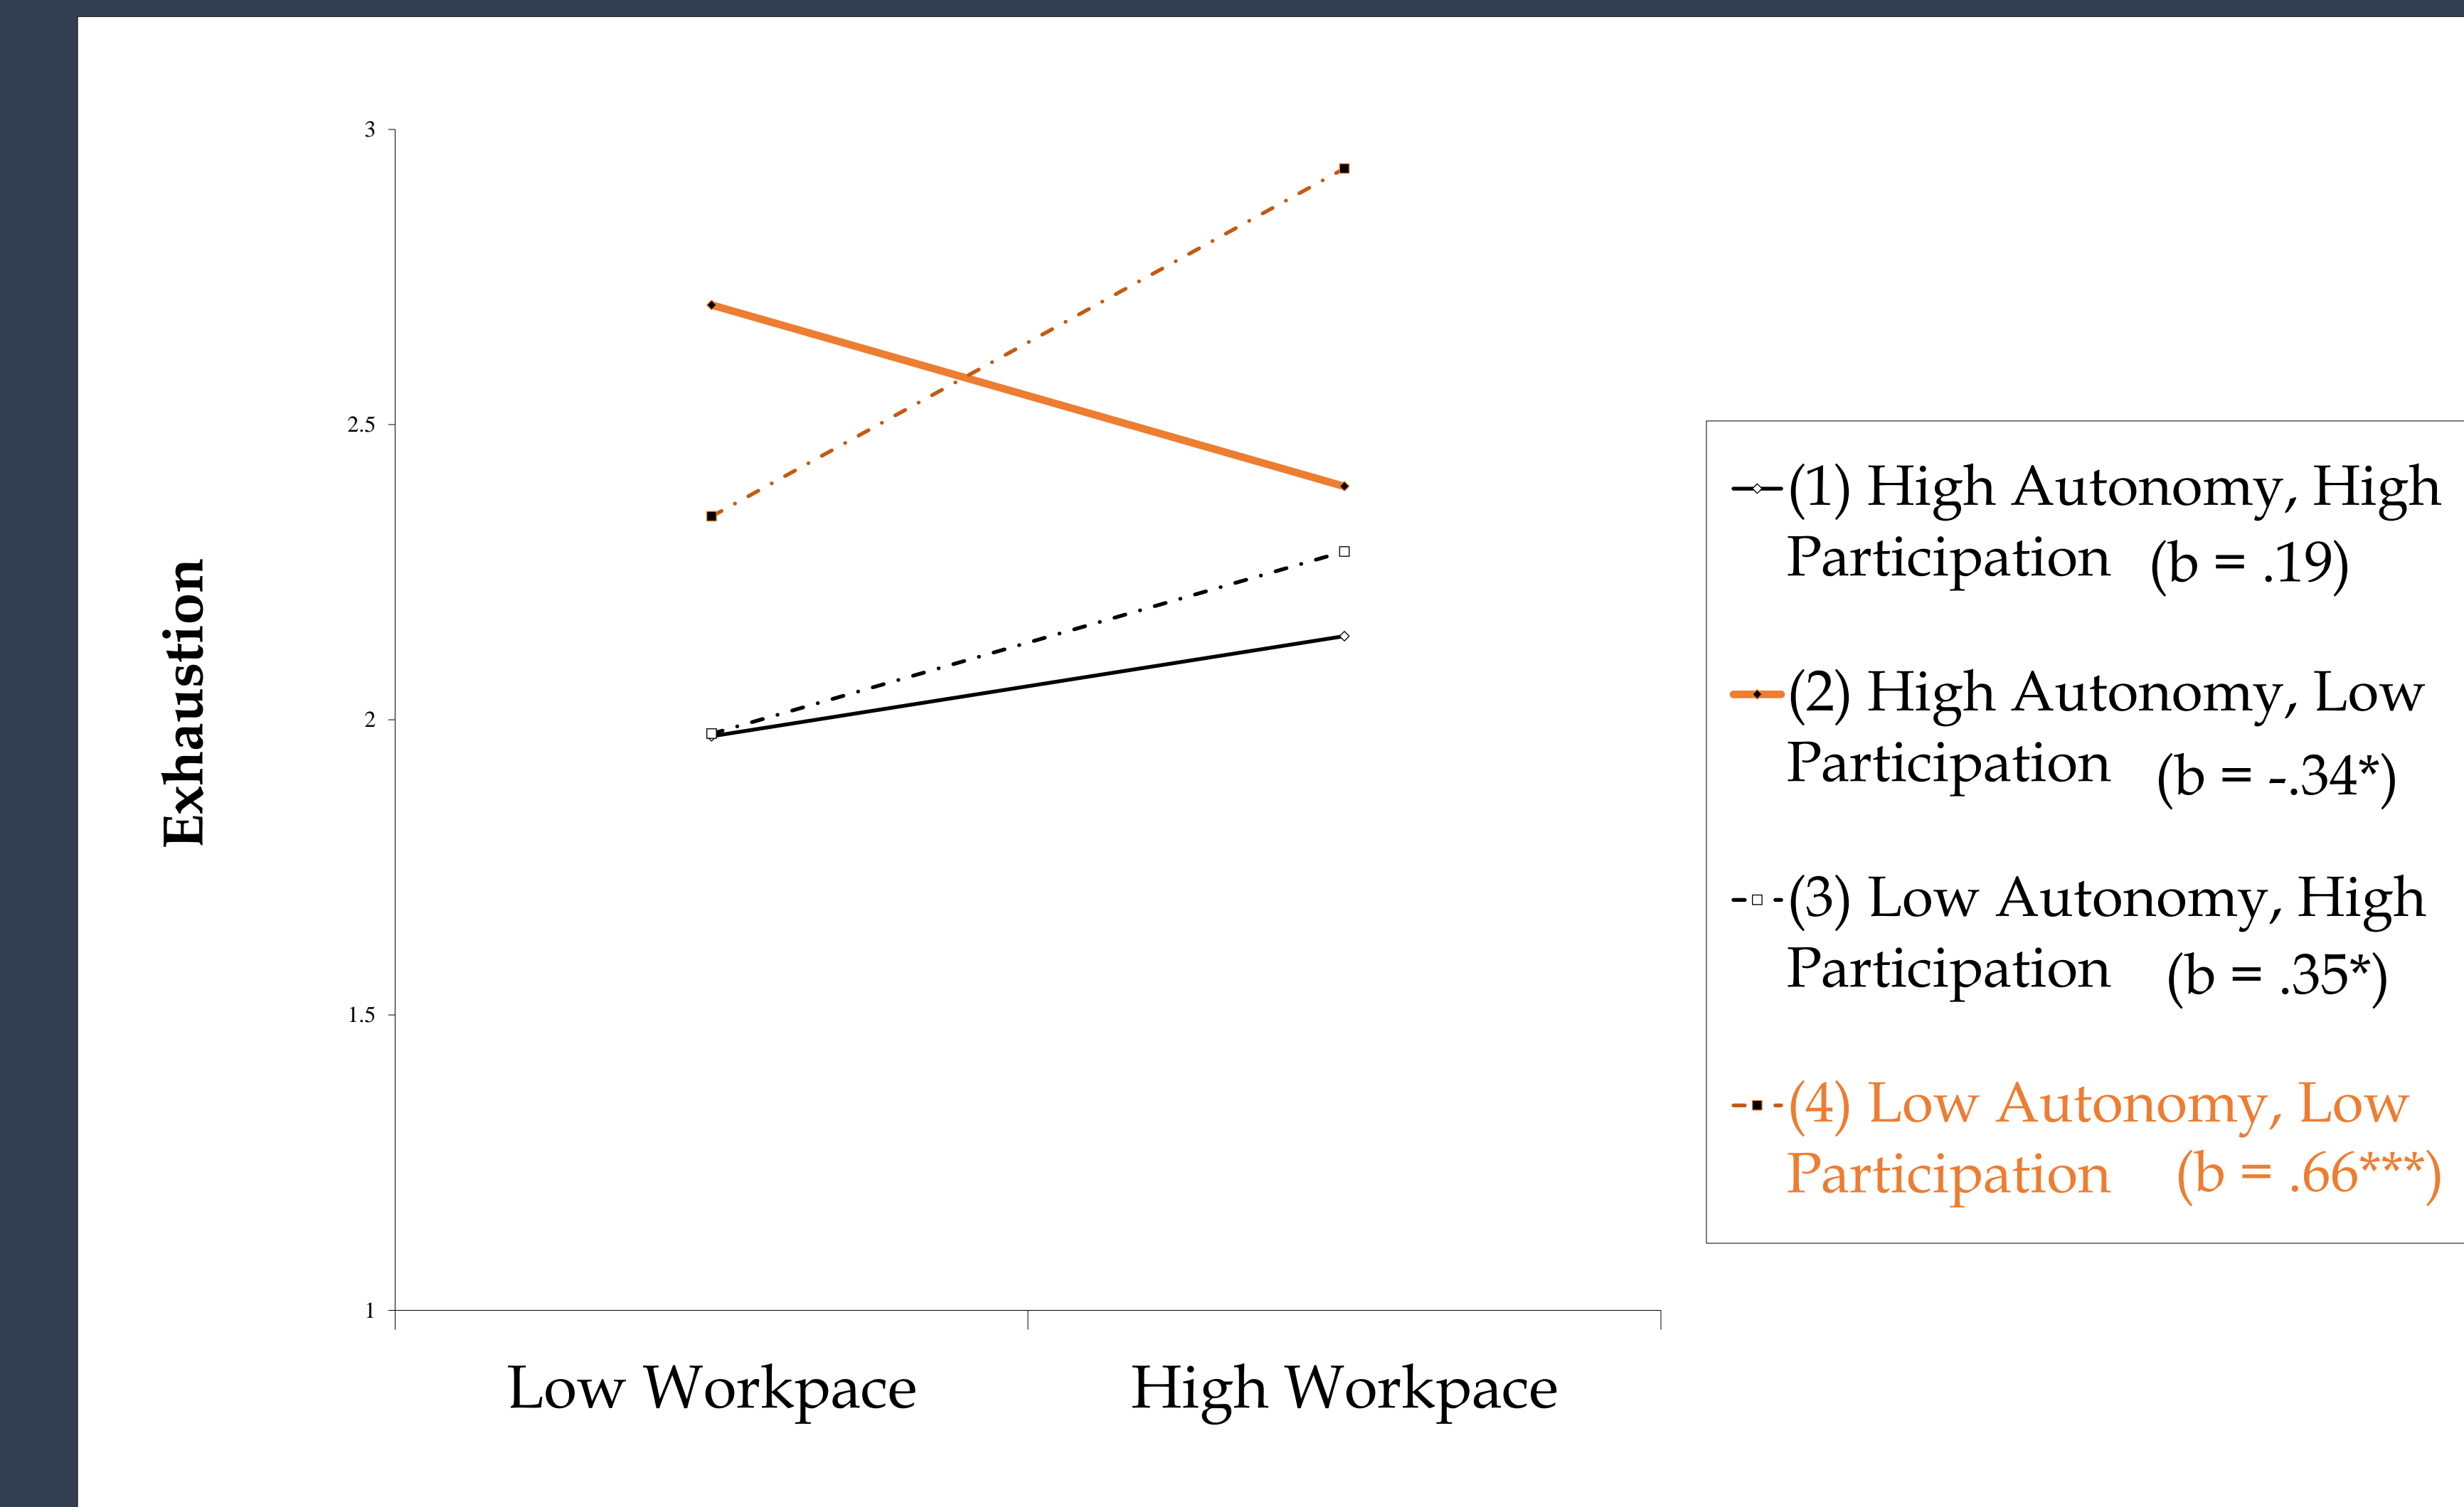 3
2.5
2
1.5
1
Exhaustion
Low Workpace
High Workpace
(1) High Autonomy, High
Participation (b = .19)
(2) High Autonomy, Low
Participation (b = -.34*)
(3) Low Autonomy, High
Participation (b = .35*)
(4) Low Autonomy, Low
Participation (b = .66***)